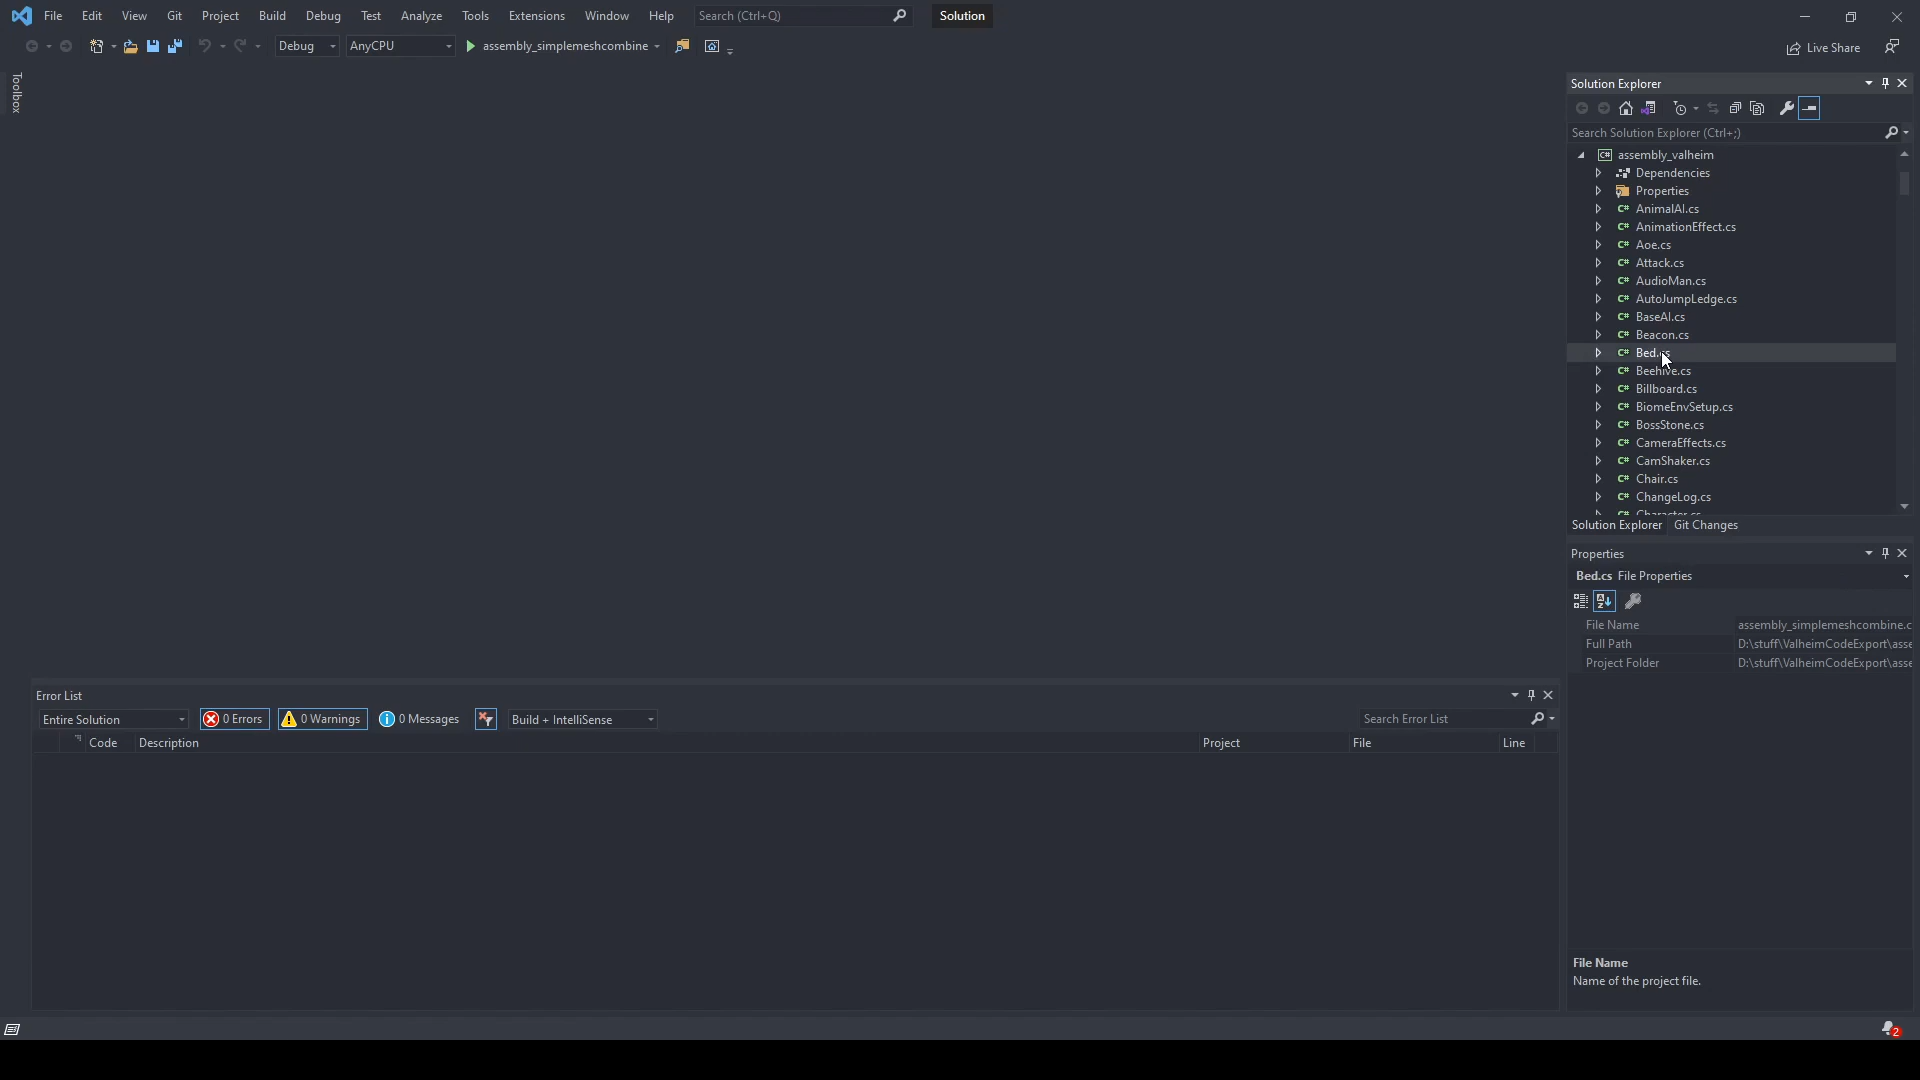 File Edit View Git Project Build Debug Test Analyze Tools Extensions Window Help Search (Ctrl+Q) Solution
Debug AnyCPU assembly_simplemeshcombine Live Share
Toolbox
Solution Explorer
Search Solution Explorer (Ctrl+;)
C# assembly_valheim
Dependencies
Properties
C# AnimalAI.cs
C# AnimationEffect.cs
C# Aoe.cs
C# Attack.cs
C# AudioMan.cs
C# AutoJumpLedge.cs
C# BaseAI.cs
C# Beacon.cs
C# Bed.cs
C# Beehive.cs
C# Billboard.cs
C# BiomeEnvSetup.cs
C# BossStone.cs
C# CameraEffects.cs
C# CamShaker.cs
C# Chair.cs
C# ChangeLog.cs
C# Character.cs
Solution Explorer Git Changes
Properties
Bed.cs File Properties
File Name assembly_simplemeshcombine.c
Full Path D:\stuff\ValheimCodeExport\asse
Project Folder D:\stuff\ValheimCodeExport\asse
File Name
Name of the project file.
Error List
Entire Solution 0 Errors 0 Warnings 0 Messages Build + IntelliSense Search Error List
Code Description Project File Line
2